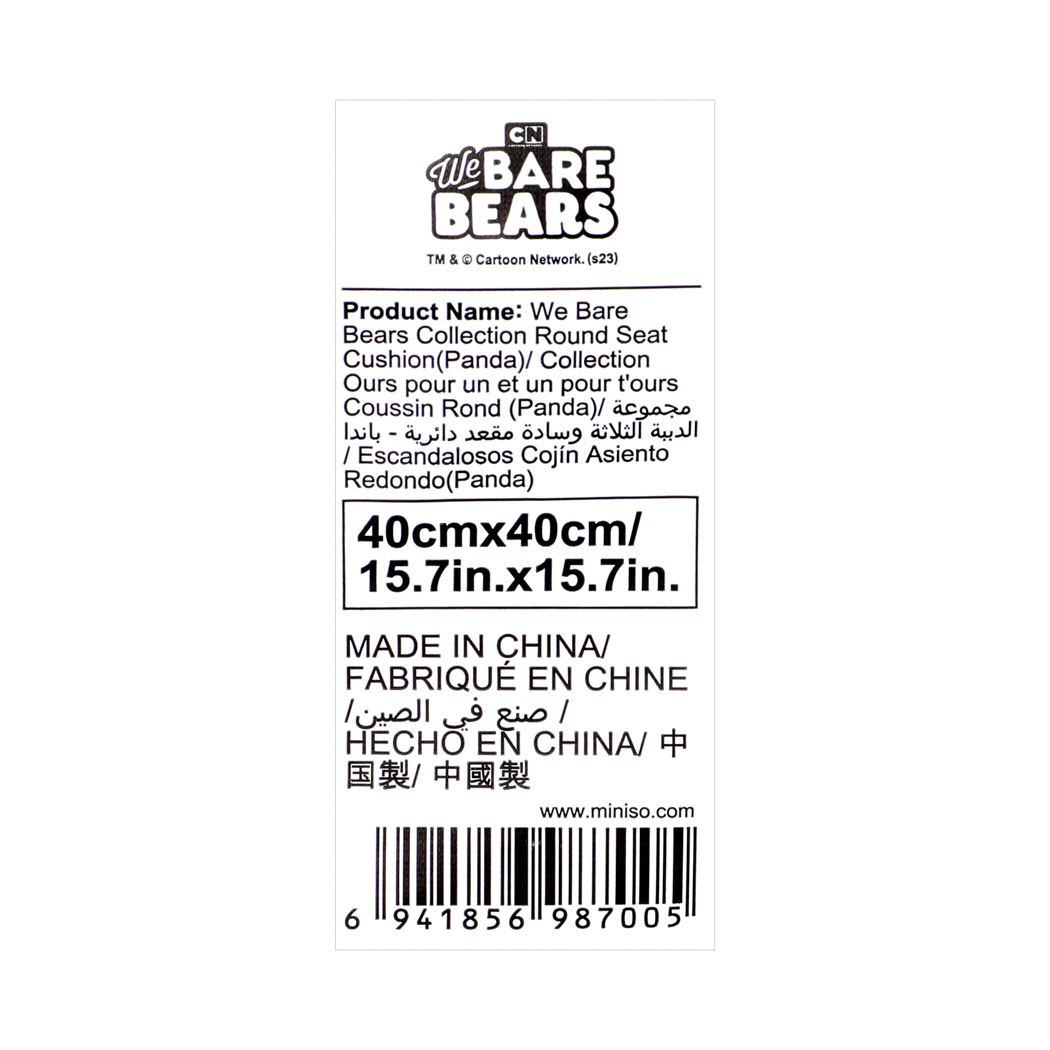 CN
CARTOON NETWORK
We BARE
BEARS
TM & © Cartoon Network. (s23)
Product Name: We Bare
Bears Collection Round Seat
Cushion(Panda)/ Collection
Ours pour un et un pour t'ours
Coussin Rond (Panda)/ مجموعة
الدببة الثلاثة وسادة مقعد دائرية - باندا
/ Escandalosos Cojín Asiento
Redondo(Panda)
40cmx40cm/
15.7in.x15.7in.
MADE IN CHINA/
FABRIQUÉ EN CHINE
/صنع في الصين /
HECHO EN CHINA/ 中
国製/ 中國製
www.miniso.com
6 941856 987005